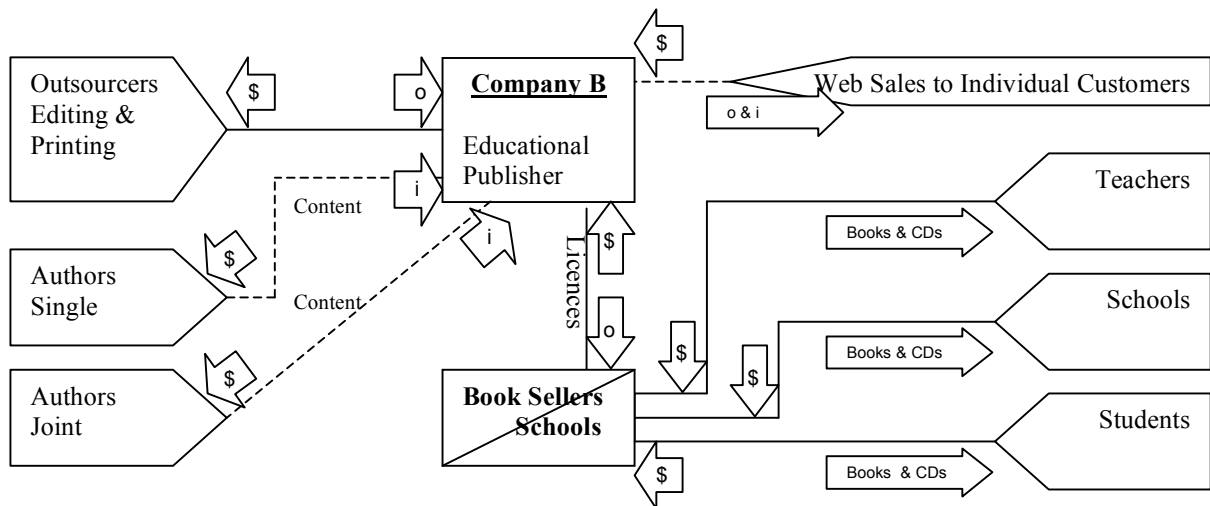 $
Outsourcers
Editing &
Printing
$
o
Company B
Educational
Publisher
Web Sales to Individual Customers
o & i
i
Content
Teachers
Books & CDs
i
Licences
$
$
Authors
Single
Content
o
Schools
$
$
Books & CDs
$
Authors
Joint
Book Sellers
Schools
Students
$
Books & CDs